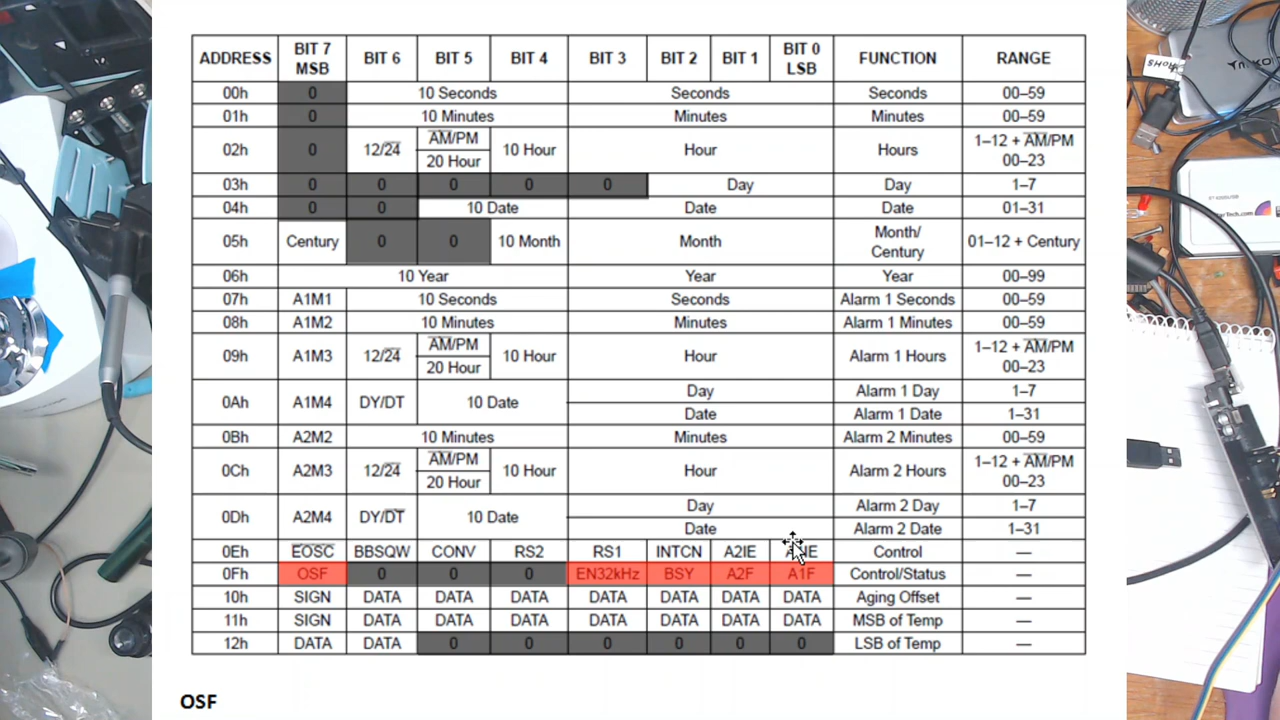 ADDRESS BIT 7 MSB BIT 6 BIT 5 BIT 4 BIT 3 BIT 2 BIT 1 BIT 0 LSB FUNCTION RANGE
00h 0 10 Seconds Seconds Seconds 00–59
01h 0 10 Minutes Minutes Minutes 00–59
02h 0 12/24 AM/PM 20 Hour 10 Hour Hour Hours 1–12 + AM/PM 00–23
03h 0 0 0 0 0 Day Day 1–7
04h 0 0 10 Date Date Date 01–31
05h Century 0 0 10 Month Month Month/ Century 01–12 + Century
06h 10 Year Year Year 00–99
07h A1M1 10 Seconds Seconds Alarm 1 Seconds 00–59
08h A1M2 10 Minutes Minutes Alarm 1 Minutes 00–59
09h A1M3 12/24 AM/PM 20 Hour 10 Hour Hour Alarm 1 Hours 1–12 + AM/PM 00–23
0Ah A1M4 DY/DT 10 Date Day Alarm 1 Day 1–7
Date Alarm 1 Date 1–31
0Bh A2M2 10 Minutes Minutes Alarm 2 Minutes 00–59
0Ch A2M3 12/24 AM/PM 20 Hour 10 Hour Hour Alarm 2 Hours 1–12 + AM/PM 00–23
0Dh A2M4 DY/DT 10 Date Day Alarm 2 Day 1–7
Date Alarm 2 Date 1–31
0Eh EOSC BBSQW CONV RS2 RS1 INTCN A2IE Control —
0Fh OSF 0 0 0 EN32kHz BSY A2F A1F Control/Status —
10h SIGN DATA DATA DATA DATA DATA DATA DATA Aging Offset —
11h SIGN DATA DATA DATA DATA DATA DATA DATA MSB of Temp —
12h DATA DATA 0 0 0 0 0 0 LSB of Temp —
OSF
RoHS